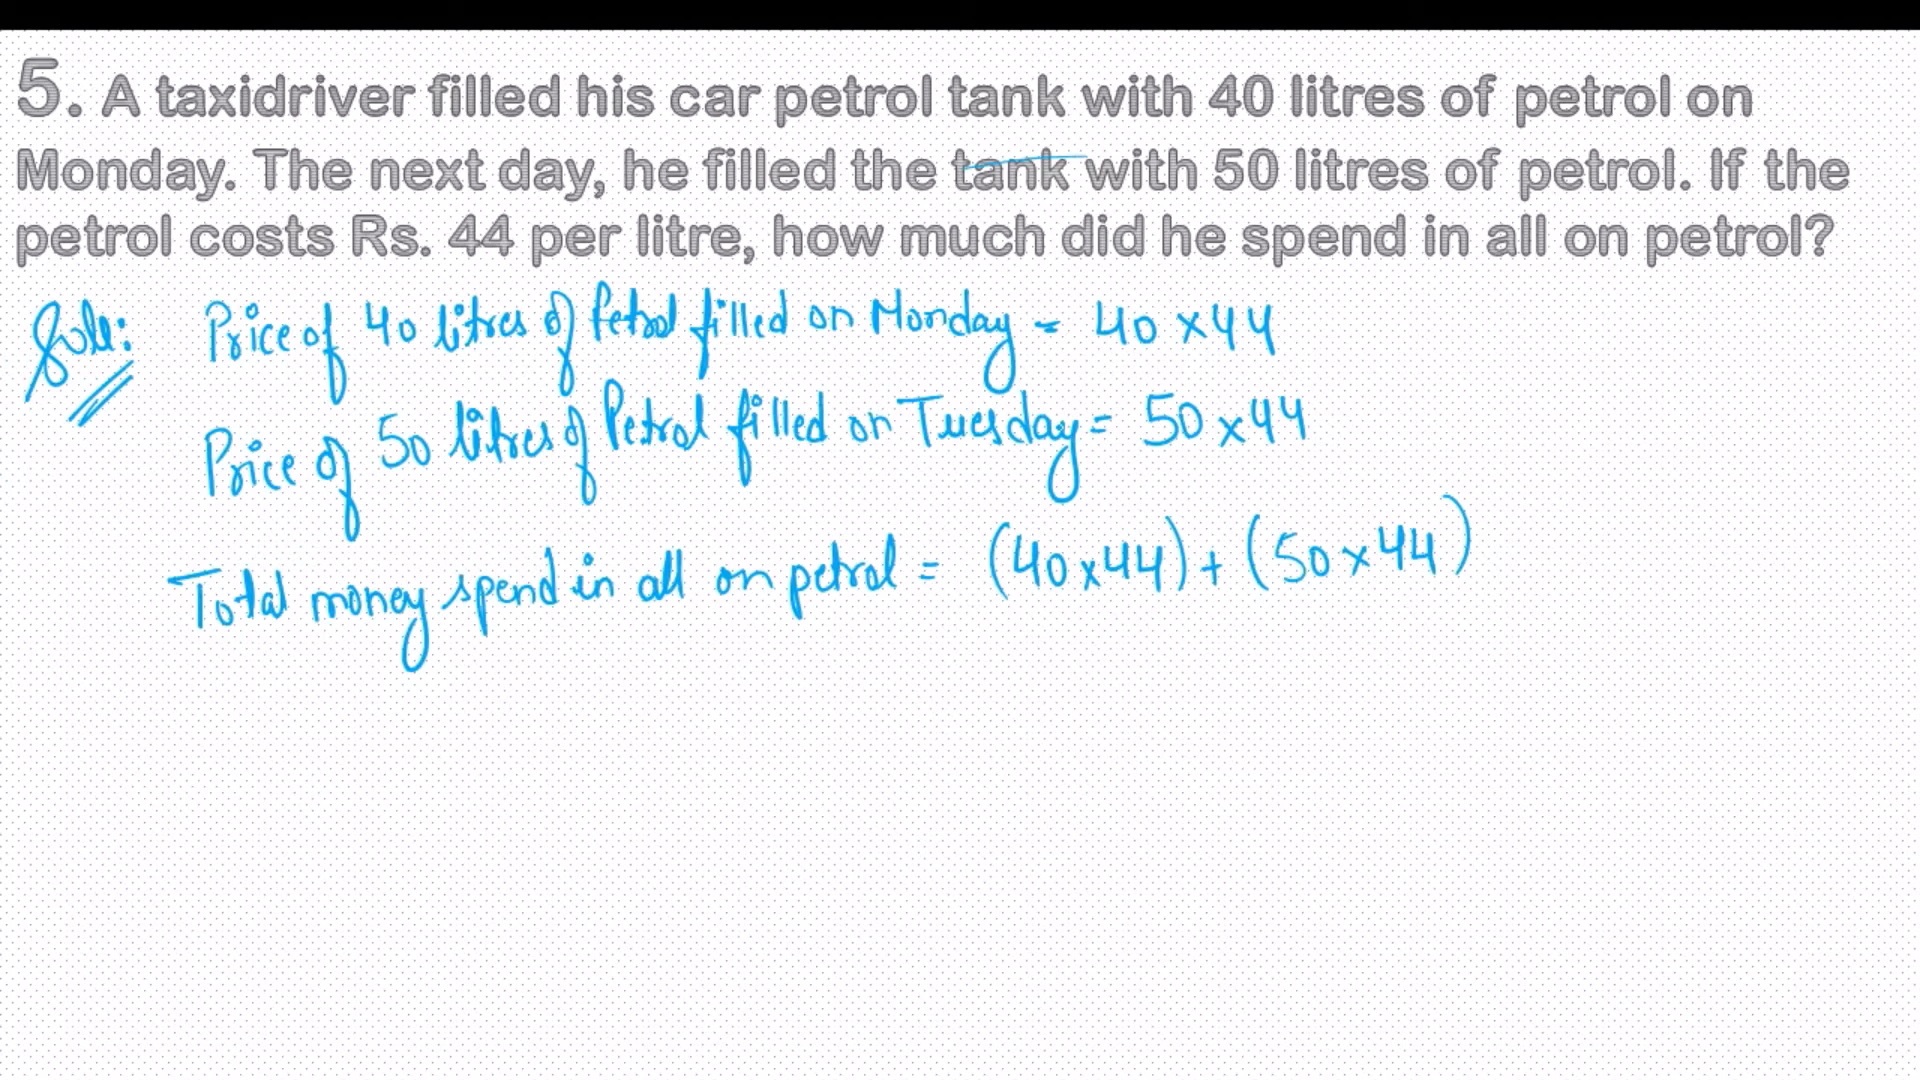 5. A taxidriver filled his car petrol tank with 40 litres of petrol on
Monday. The next day, he filled the tank with 50 litres of petrol. If the
petrol costs Rs. 44 per litre, how much did he spend in all on petrol?
Soln: Price of 40 litres of Petrol filled on Monday = 40 x 44
Price of 50 litres of Petrol filled on Tuesday = 50 x 44
Total money spend in all on petrol = (40 x 44) + (50 x 44)